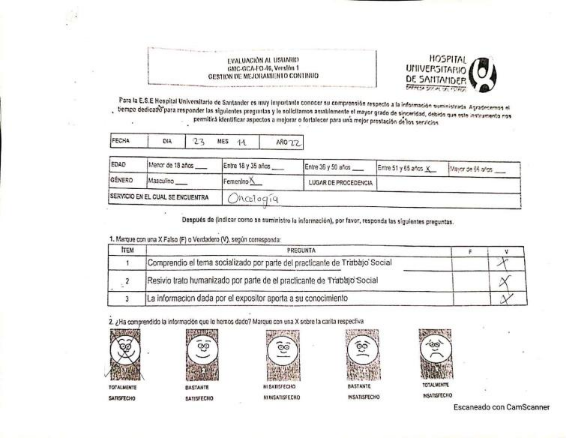 EVALUACIÓN AL USUARIO
GMC-GCA-FO-46, Versión 1
GESTIÓN DE MEJORAMIENTO CONTINUO
HOSPITAL
UNIVERSITARIO
DE SANTANDER
EMPRESA SOCIAL DEL ESTADO
Para la E.S.E Hospital Universitario de Santander es muy importante conocer su comprensión respecto a la información suministrada. Agradecemos el
tiempo dedicado para responder las siguientes preguntas y le solicitamos amablemente el mayor grado de sinceridad, debido que este instrumento nos
permitirá identificar aspectos a mejorar o fortalecer para una mejor prestación de los servicios
FECHA DIA 23 MES 11 AÑO 22
EDAD Menor de 18 años ___ Entre 18 y 35 años ___ Entre 36 y 50 años ___ Entre 51 y 65 años X Mayor de años ___
GÉNERO Masculino ___ Femenino X LUGAR DE PROCEDENCIA
SERVICIO EN EL CUAL SE ENCUENTRA Oncología
Después de (indicar como se suministro la información), por favor, responda las siguientes preguntas.
1. Marque con una X Falso (F) o Verdadero (V), según corresponda:
ÍTEM PREGUNTA F V
1 Comprendio el tema socializado por parte del practicante de Trabajo Social X
2 Resivio trato humanizado por parte de el practicante de Trabajo Social X
3 La informacion dada por el expositor aporta a su conocimiento X
2. ¿Ha comprendido la información que le hemos dado? Marque con una X sobre la carita respectiva
TOTALMENTE BASTANTE NI SATISFECHO BASTANTE TOTALMENTE
SATISFECHO SATISFECHO NI INSATISFECHO INSATISFECHO INSATISFECHO
Escaneado con CamScanner